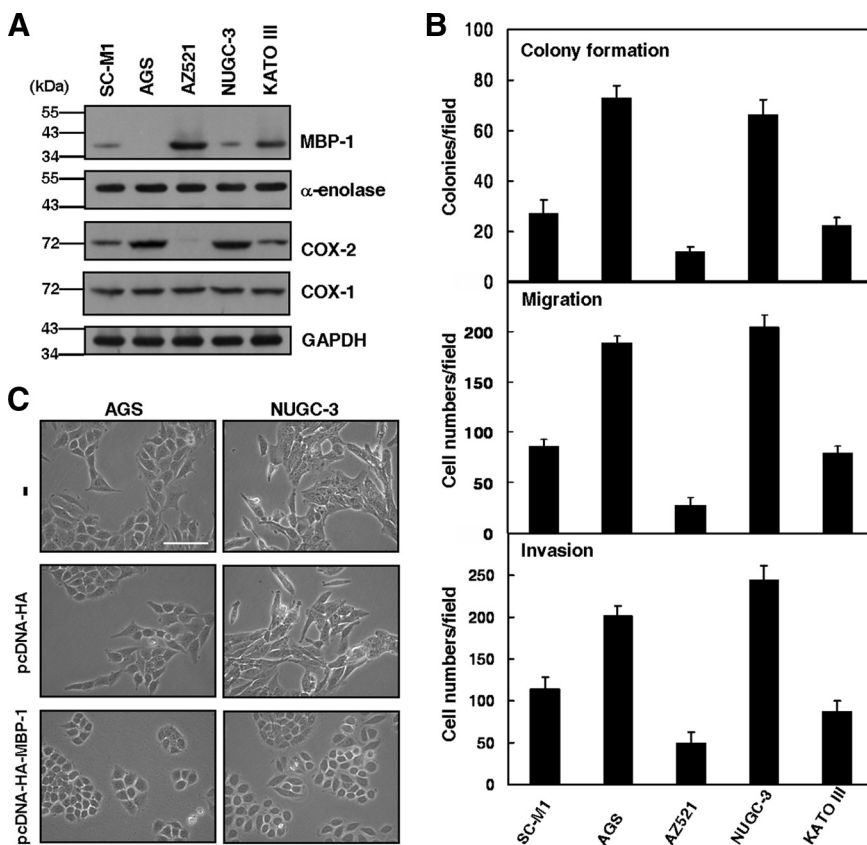 A
SC-M1
AGS
AZ521
NUGC-3
KATO III
(kDa)
55
43
34
MBP-1
55
43
α-enolase
72
COX-2
72
COX-1
43
34
GAPDH
B
Colony formation
Colonies/field
100
80
60
40
20
0
Migration
Cell numbers/field
200
150
100
50
0
Invasion
Cell numbers/field
250
200
150
100
50
0
SC-M1
AGS
AZ521
NUGC-3
KATO III
C
AGS
NUGC-3
-
pcDNA-HA
pcDNA-HA-MBP-1